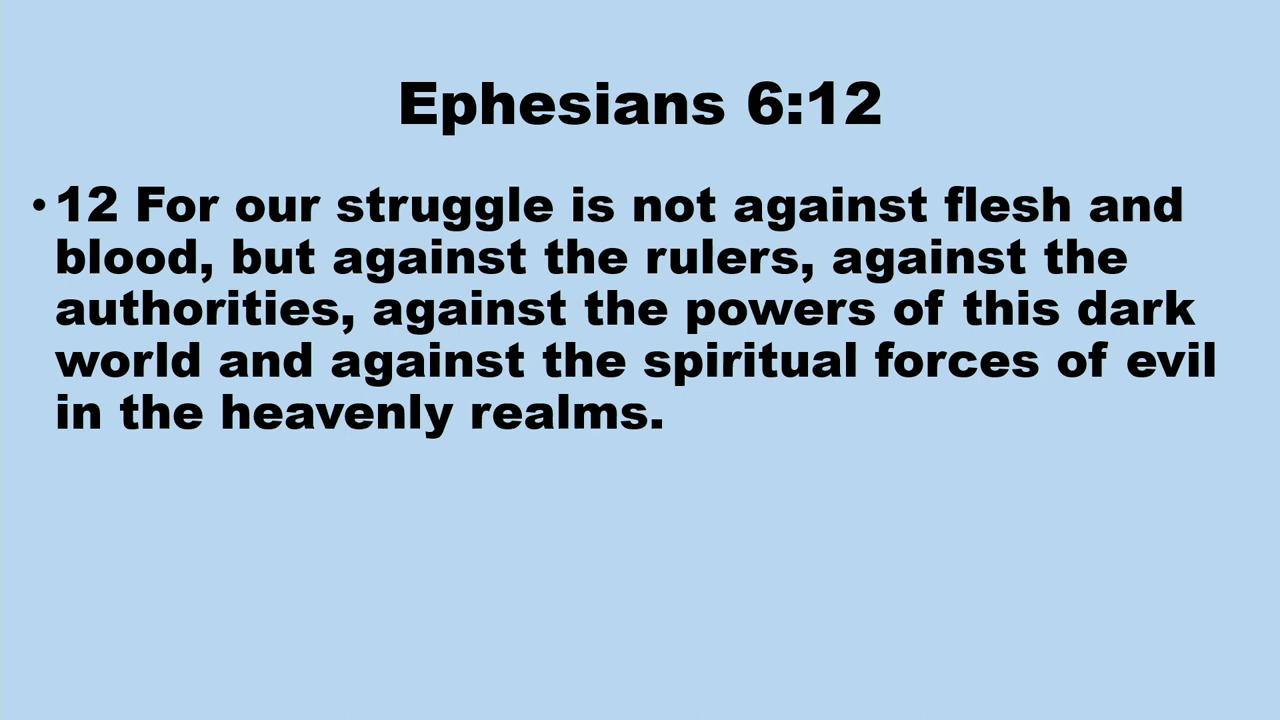 Ephesians 6:12
• 12 For our struggle is not against flesh and
blood, but against the rulers, against the
authorities, against the powers of this dark
world and against the spiritual forces of evil
in the heavenly realms.